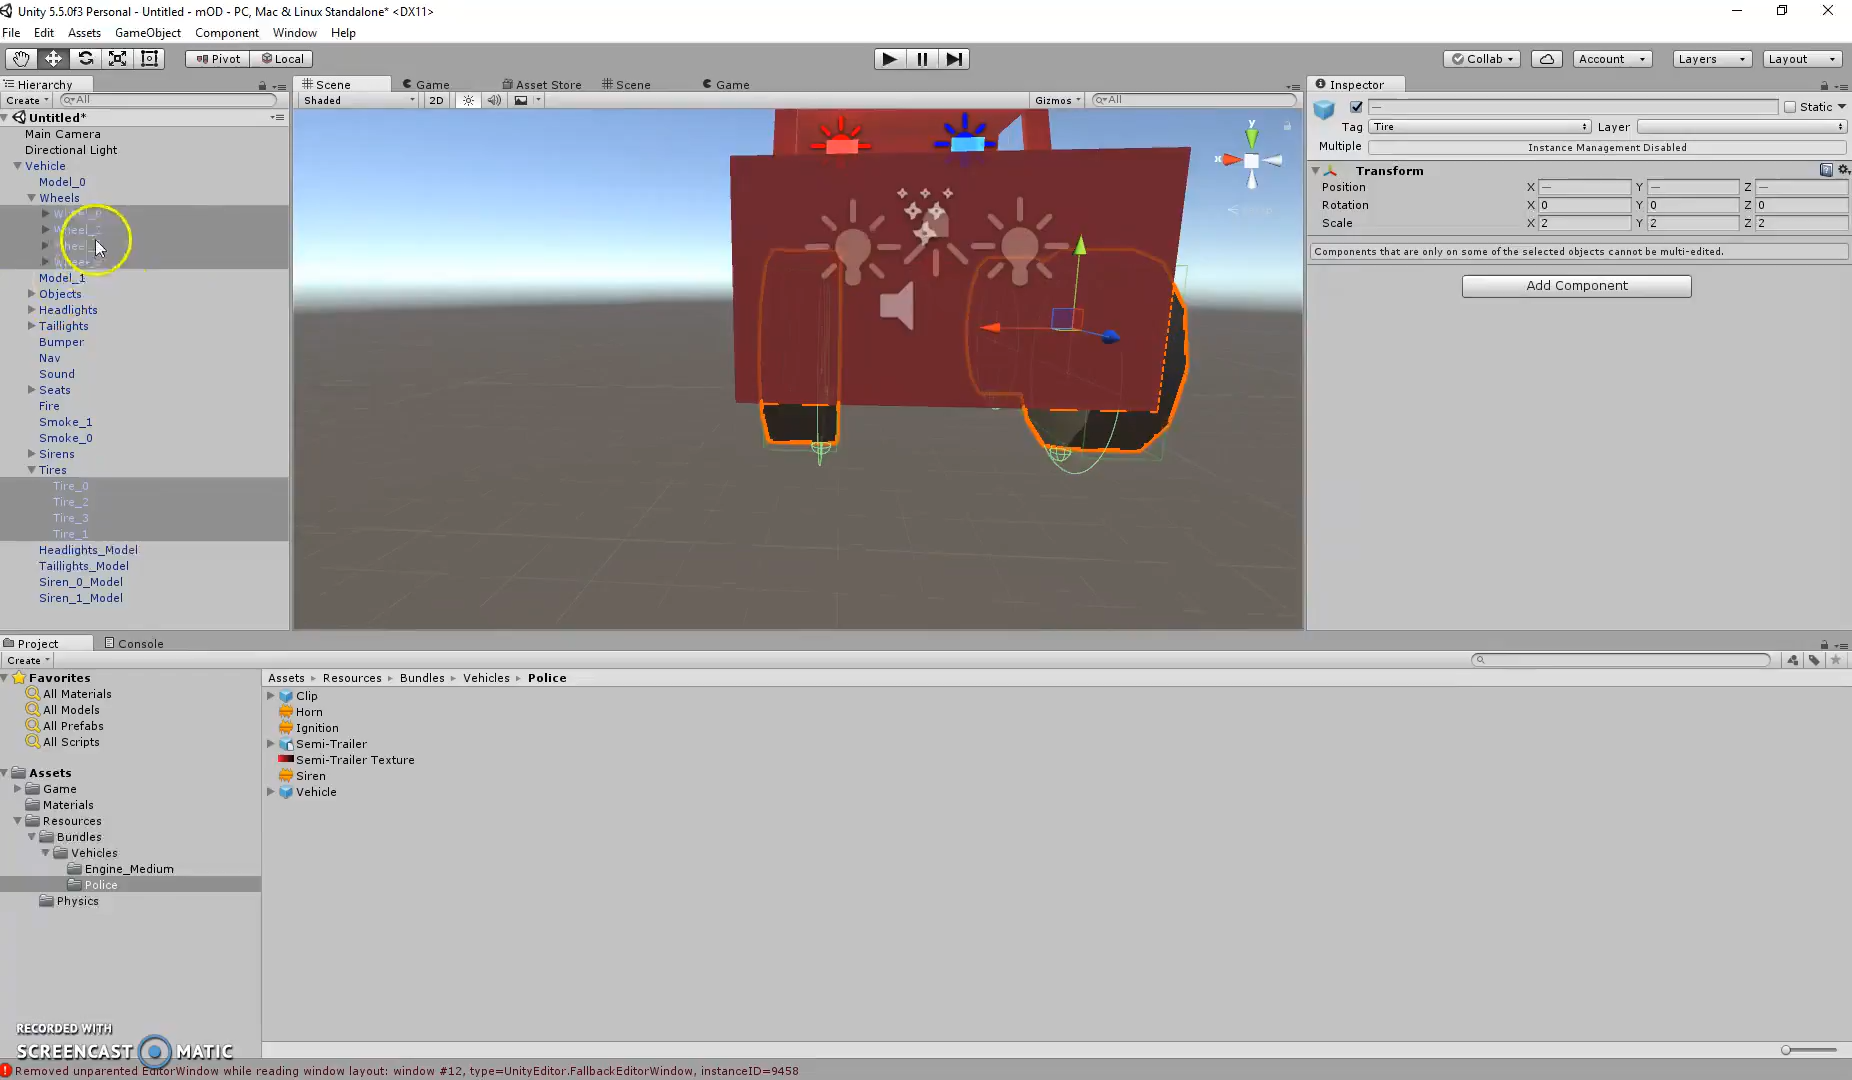 Unity 5.5.0f3 Personal - Untitled - mOD - PC, Mac & Linux Standalone* <DX11>
File Edit Assets GameObject Component Window Help
Pivot Local Collab Account Layers Layout
Hierarchy
Create All
Untitled*
Main Camera
Directional Light
Vehicle
Model_0
Wheels
Wheel_0
Wheel_2
Model_1
Objects
Headlights
Taillights
Bumper
Nav
Sound
Seats
Fire
Smoke_1
Smoke_0
Sirens
Tires
Tire_0
Tire_2
Tire_3
Tire_1
Headlights_Model
Taillights_Model
Siren_0_Model
Siren_1_Model
Scene Game Asset Store Scene Game
Shaded 2D Gizmos All
y
x
Inspector
— Static
Tag Tire Layer
Multiple Instance Management Disabled
Transform
Position X — Y — Z —
Rotation X 0 Y 0 Z 0
Scale X 2 Y 2 Z 2
Components that are only on some of the selected objects cannot be multi-edited.
Add Component
Project Console
Create
Favorites
All Materials
All Models
All Prefabs
All Scripts
Assets
Game
Materials
Resources
Bundles
Vehicles
Engine_Medium
Police
Physics
Assets Resources Bundles Vehicles Police
Clip
Horn
Ignition
Semi-Trailer
Semi-Trailer Texture
Siren
Vehicle
RECORDED WITH
SCREENCAST MATIC
Removed unparented EditorWindow while reading window layout: window #12, type=UnityEditor.FallbackEditorWindow, instanceID=9458